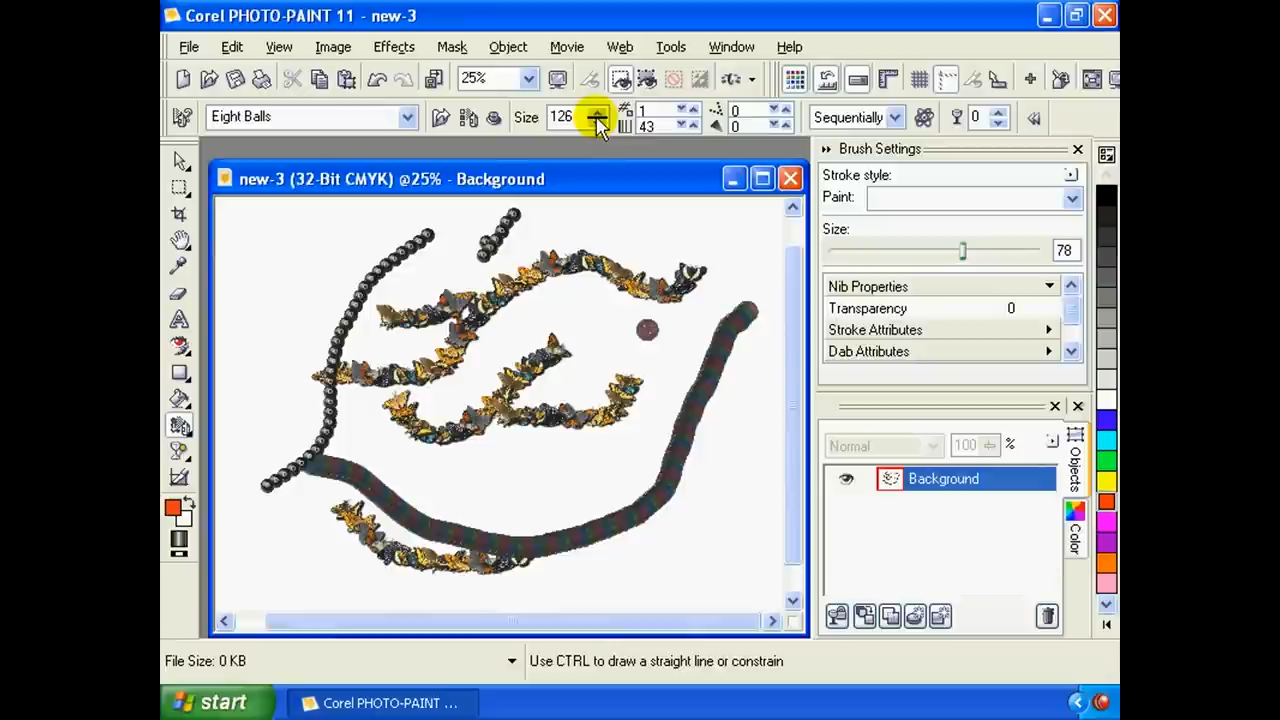 Corel PHOTO-PAINT 11 - new-3
File Edit View Image Effects Mask Object Movie Web Tools Window Help
25%
Eight Balls Size 126 1 43 0 0 Sequentially 0
new-3 (32-Bit CMYK) @25% - Background
Brush Settings
Stroke style:
Paint:
Size:
78
Nib Properties
Transparency 0
Stroke Attributes
Dab Attributes
Normal 100 %
Background
Objects
Color
File Size: 0 KB
Use CTRL to draw a straight line or constrain
start
Corel PHOTO-PAINT ...